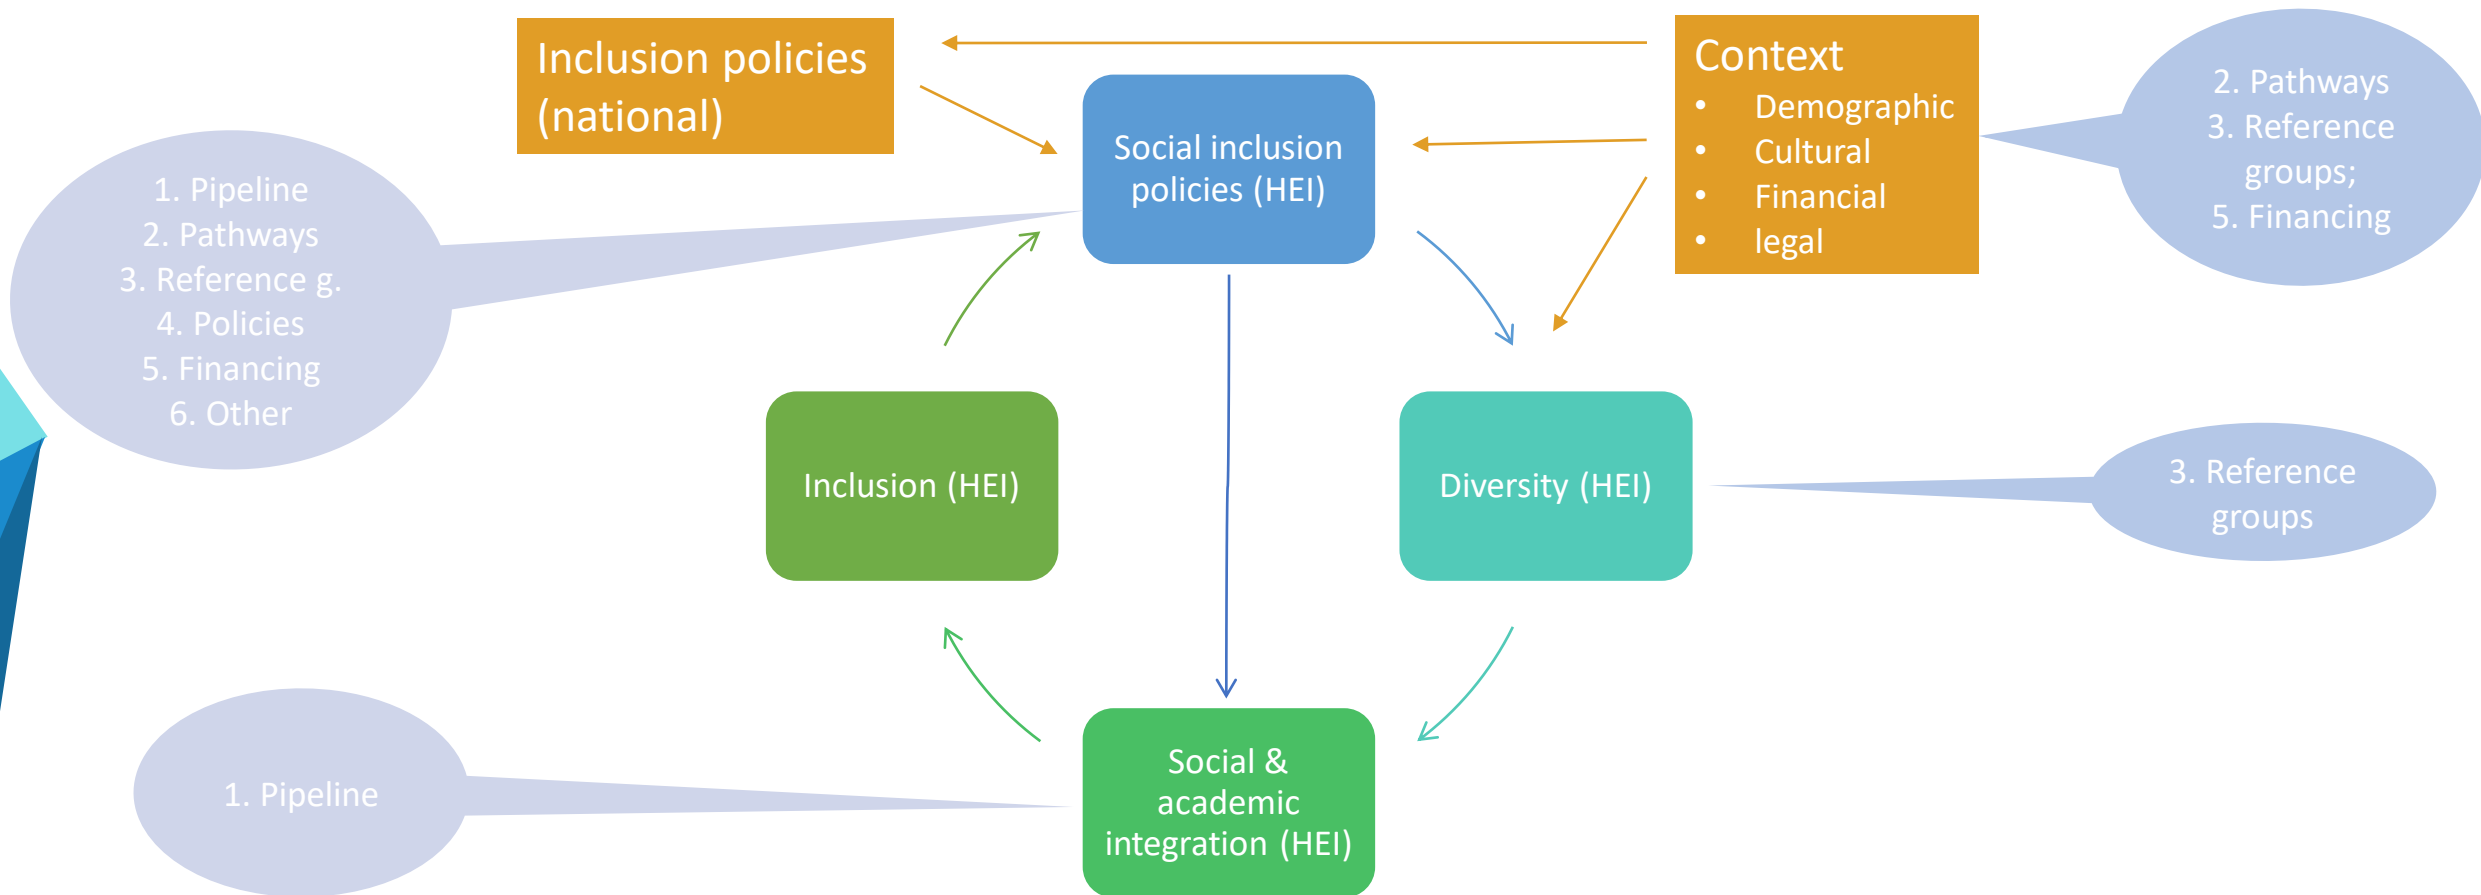 Inclusion policies
(national)
Context
• Demographic
• Cultural
• Financial
• legal
2. Pathways
3. Reference
groups;
5. Financing
Social inclusion
policies (HEI)
1. Pipeline
2. Pathways
3. Reference g.
4. Policies
5. Financing
6. Other
Inclusion (HEI)
Diversity (HEI)
3. Reference
groups
Social &
academic
integration (HEI)
1. Pipeline